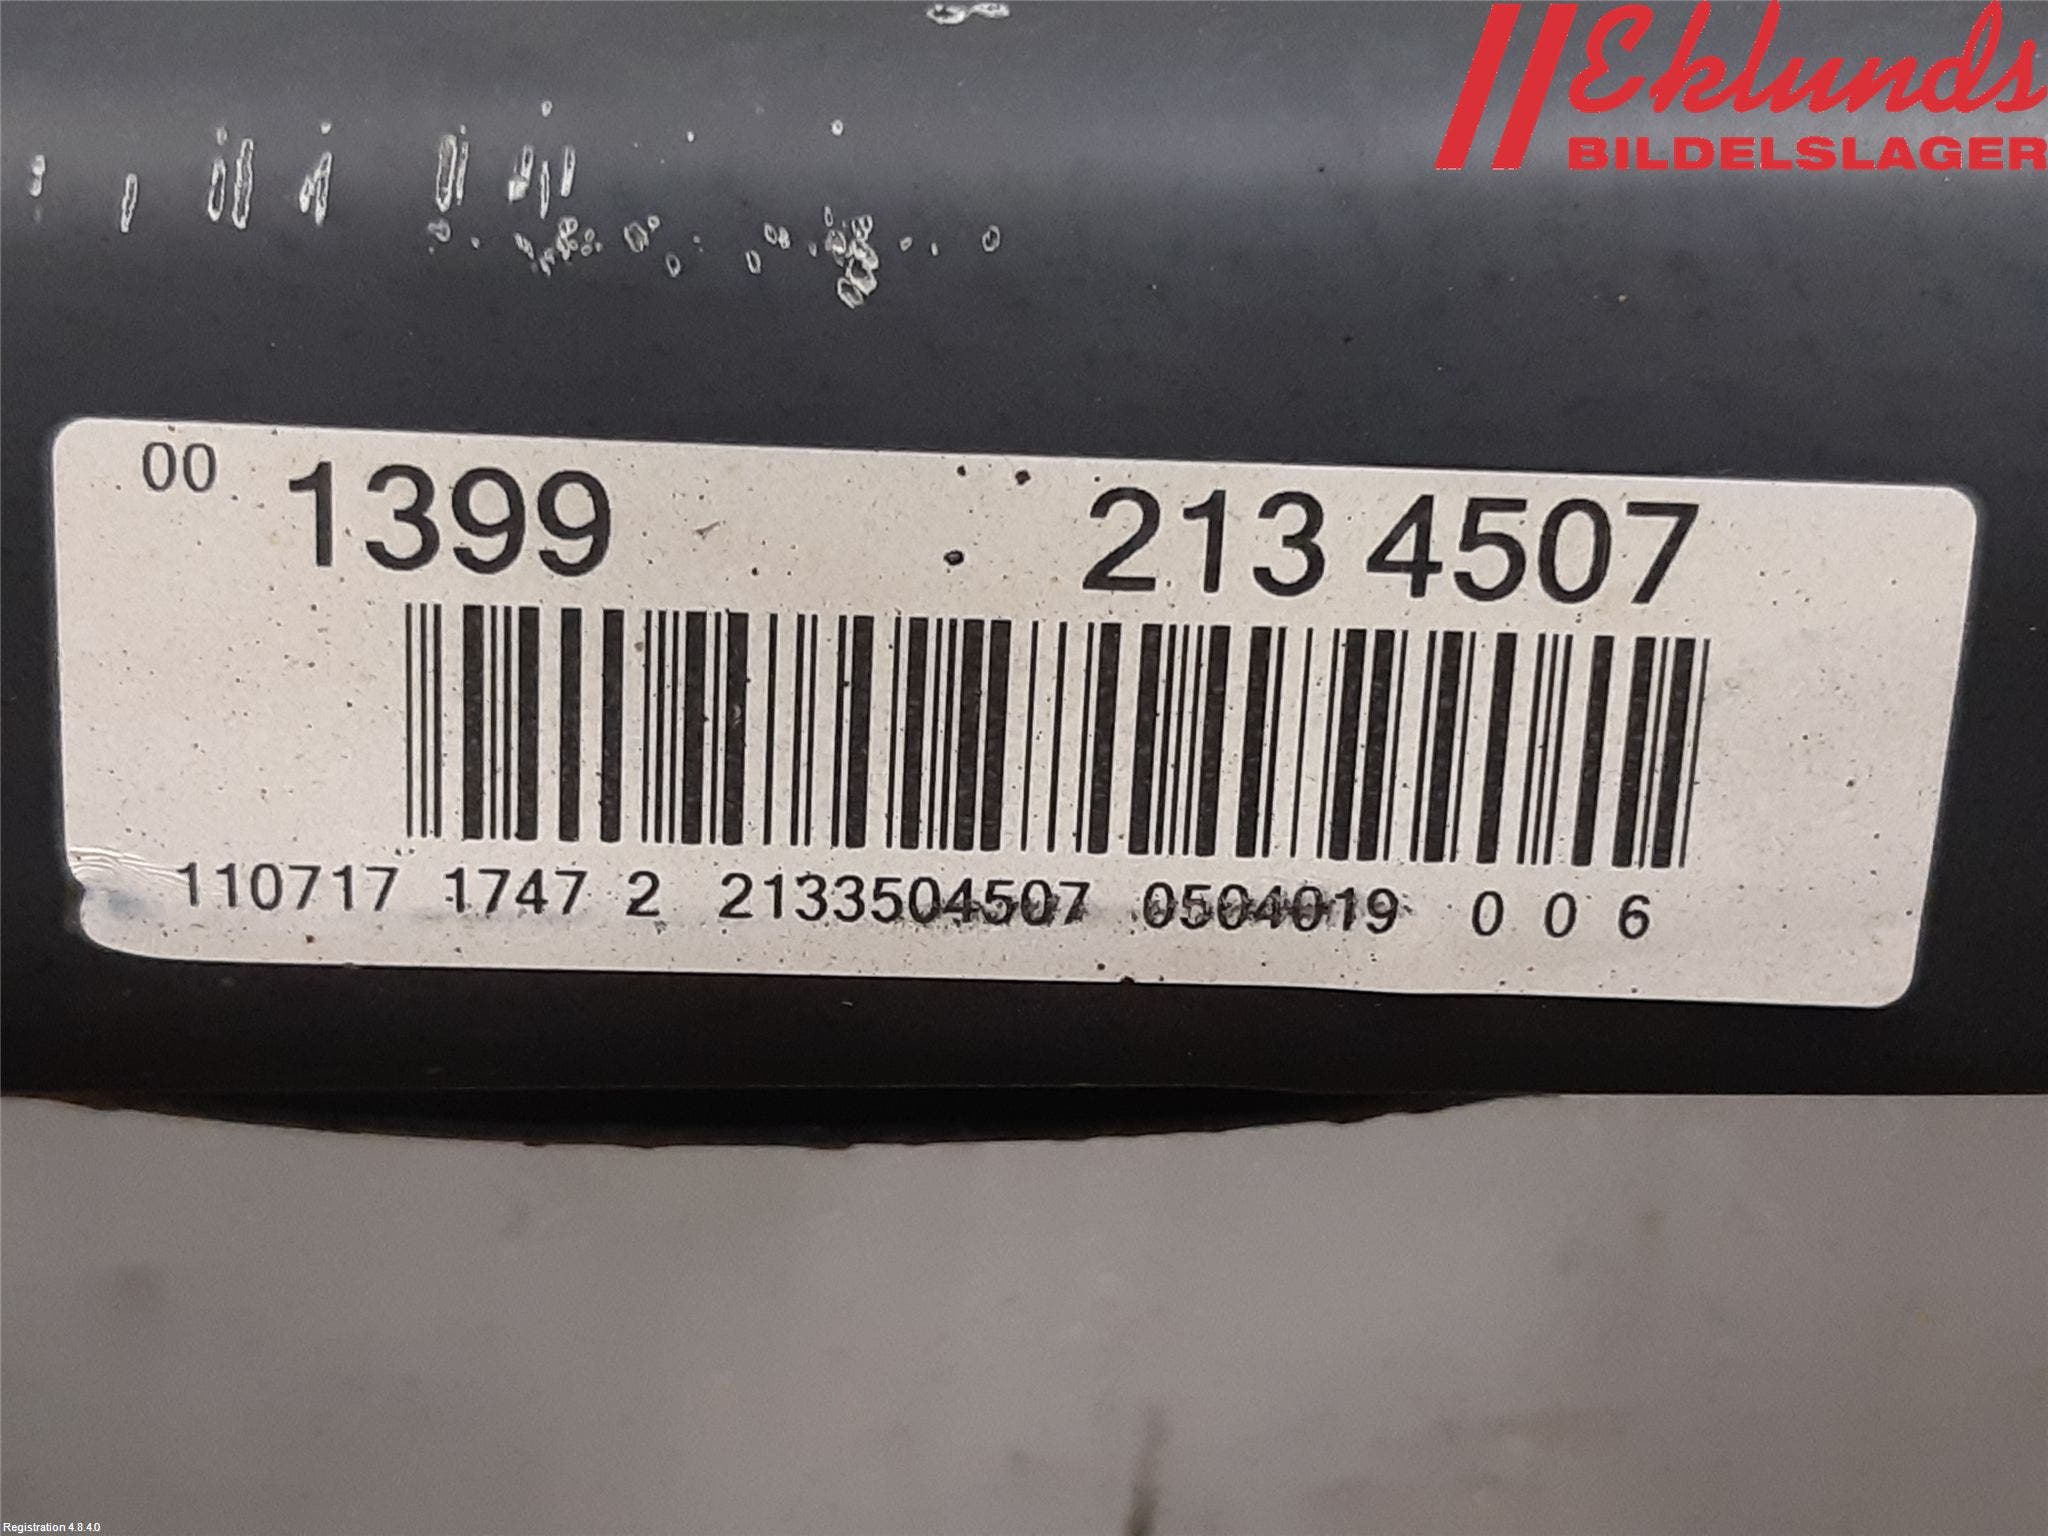 Eklunds
BILDELSLAGER
00 1399 213 4507
110717 1747 2 2133504507 0504019 0 0 6
Registration 4.8.4.0